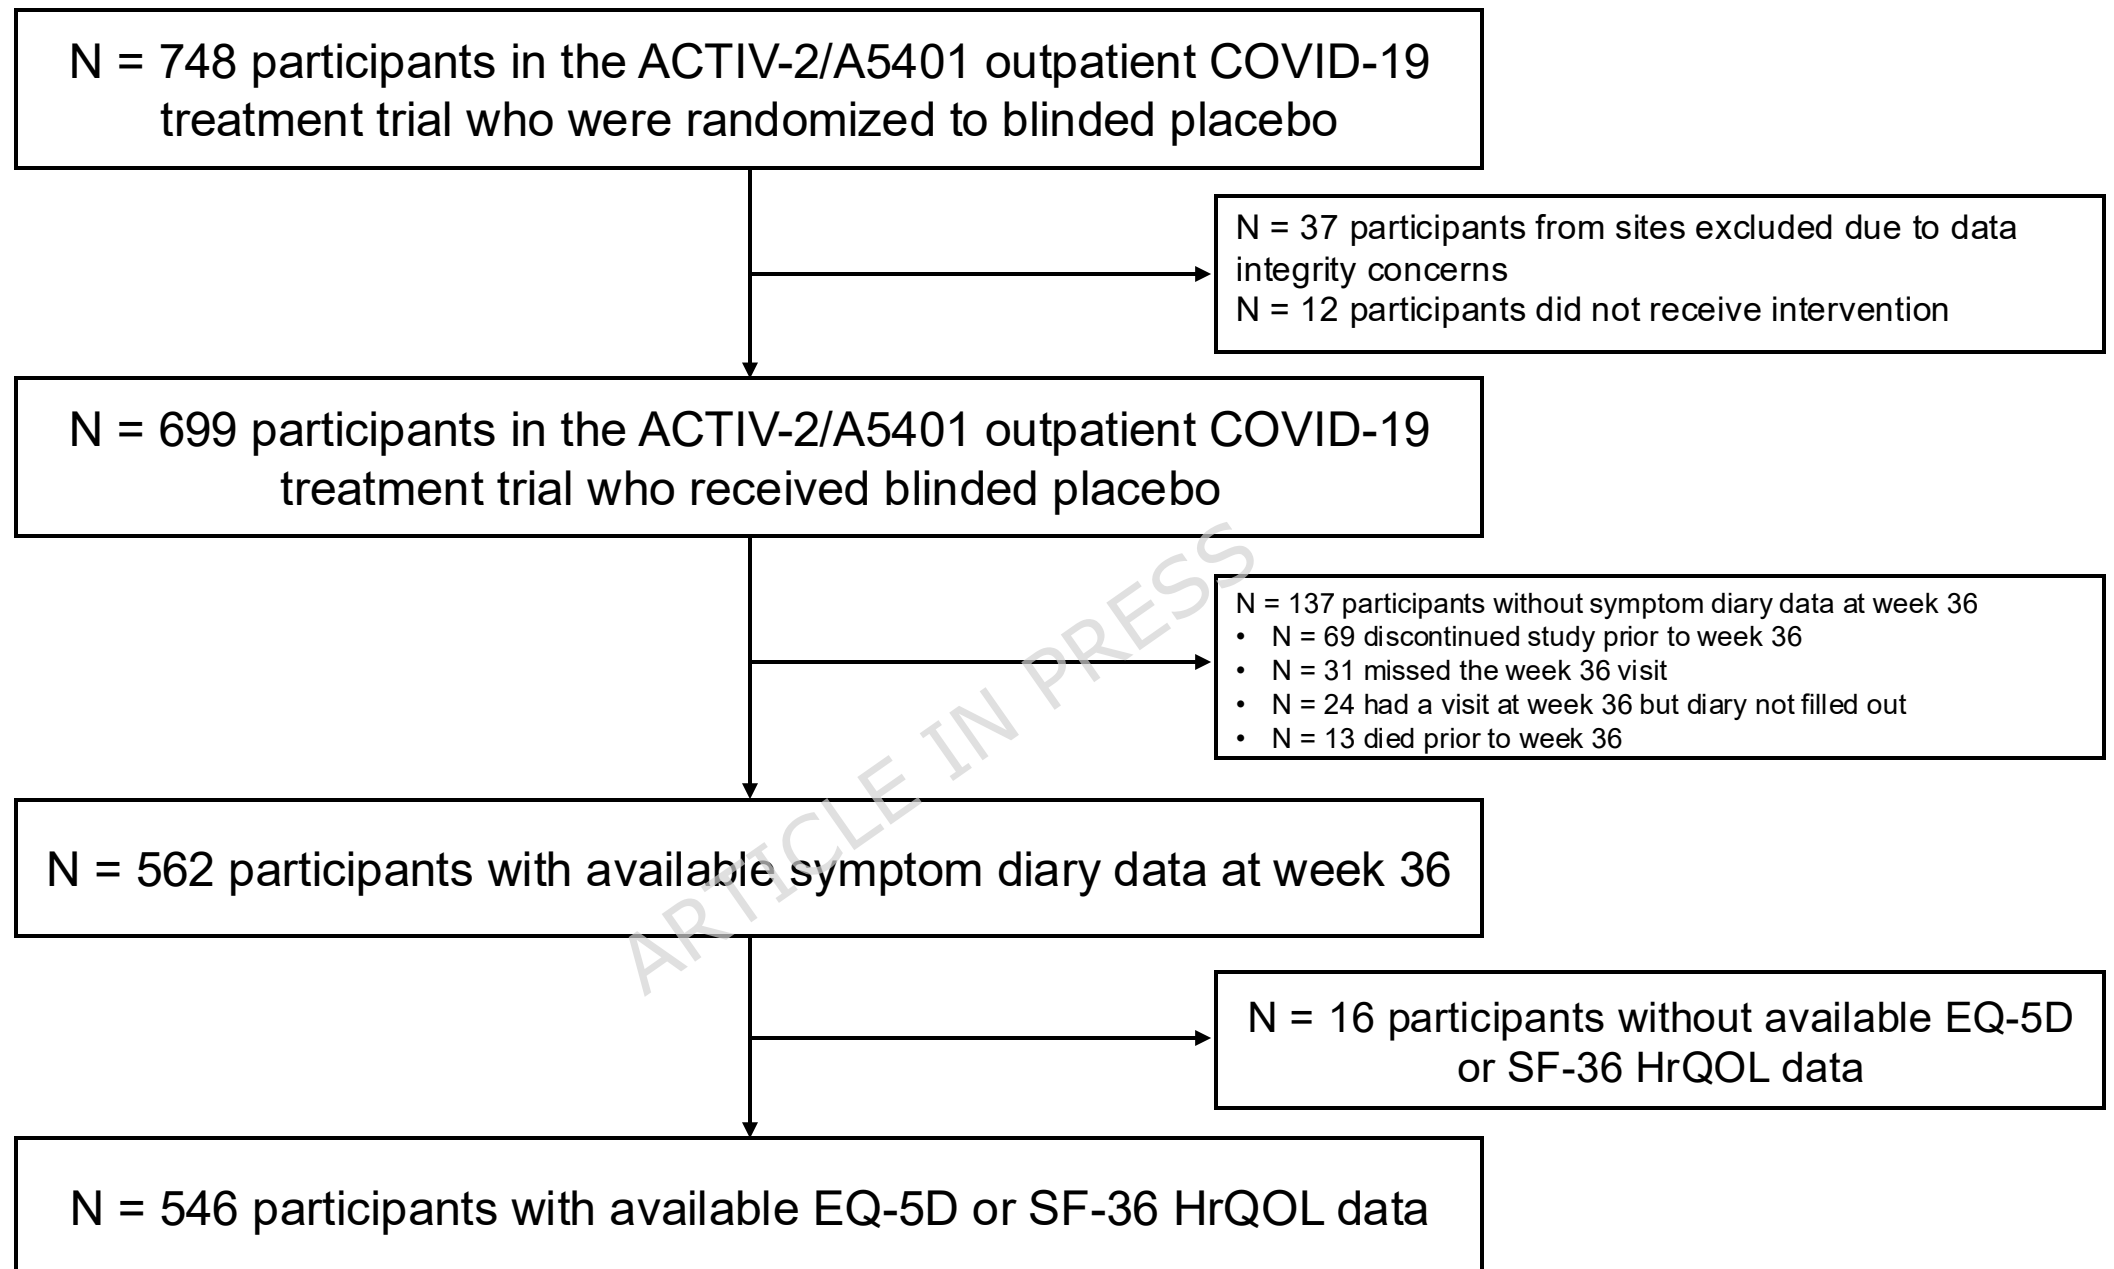 N = 748 participants in the ACTIV-2/A5401 outpatient COVID-19
treatment trial who were randomized to blinded placebo
N = 37 participants from sites excluded due to data
integrity concerns
N = 12 participants did not receive intervention
N = 699 participants in the ACTIV-2/A5401 outpatient COVID-19
treatment trial who received blinded placebo
N = 137 participants without symptom diary data at week 36
• N = 69 discontinued study prior to week 36
• N = 31 missed the week 36 visit
• N = 24 had a visit at week 36 but diary not filled out
• N = 13 died prior to week 36
ARTICLE IN PRESS
N = 562 participants with available symptom diary data at week 36
N = 16 participants without available EQ-5D
or SF-36 HrQOL data
N = 546 participants with available EQ-5D or SF-36 HrQOL data